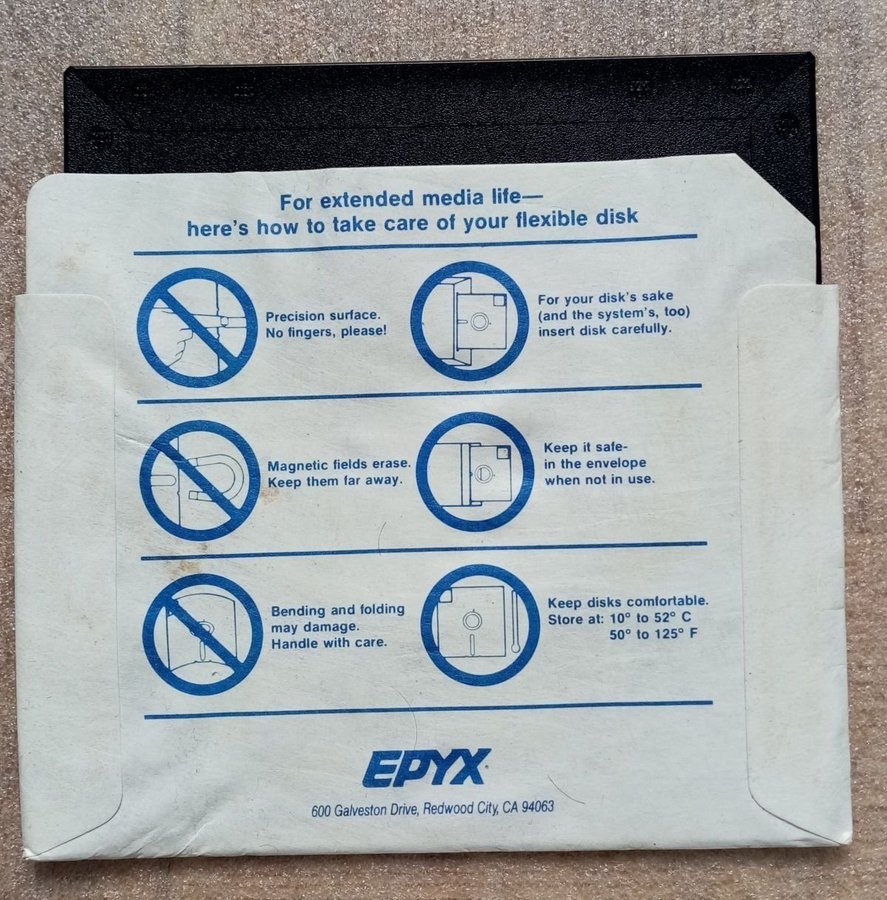 For extended media life—
here's how to take care of your flexible disk
Precision surface.
No fingers, please!
For your disk's sake
(and the system's, too)
insert disk carefully.
Magnetic fields erase.
Keep them far away.
Keep it safe-
in the envelope
when not in use.
Bending and folding
may damage.
Handle with care.
Keep disks comfortable.
Store at: 10° to 52° C
50° to 125° F
EPYX
600 Galveston Drive, Redwood City, CA 94063